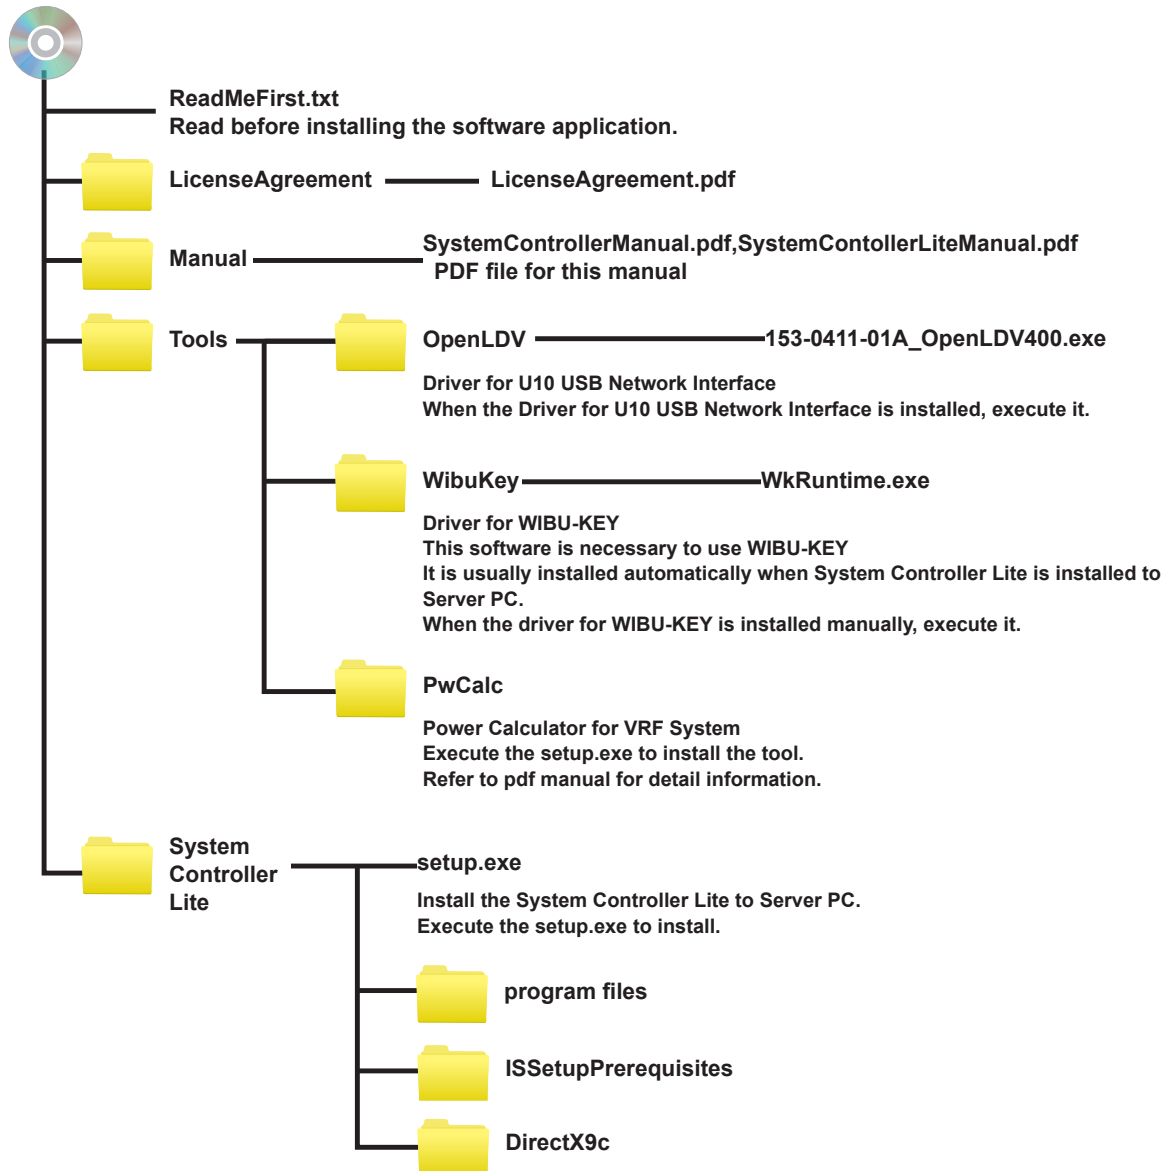 ReadMeFirst.txt
Read before installing the software application.
LicenseAgreement
LicenseAgreement.pdf
Manual
SystemControllerManual.pdf,SystemContollerLiteManual.pdf
PDF file for this manual
Tools
OpenLDV
153-0411-01A_OpenLDV400.exe
Driver for U10 USB Network Interface
When the Driver for U10 USB Network Interface is installed, execute it.
WibuKey
WkRuntime.exe
Driver for WIBU-KEY
This software is necessary to use WIBU-KEY
It is usually installed automatically when System Controller Lite is installed to
Server PC.
When the driver for WIBU-KEY is installed manually, execute it.
PwCalc
Power Calculator for VRF System
Execute the setup.exe to install the tool.
Refer to pdf manual for detail information.
System
Controller
Lite
setup.exe
Install the System Controller Lite to Server PC.
Execute the setup.exe to install.
program files
ISSetupPrerequisites
DirectX9c